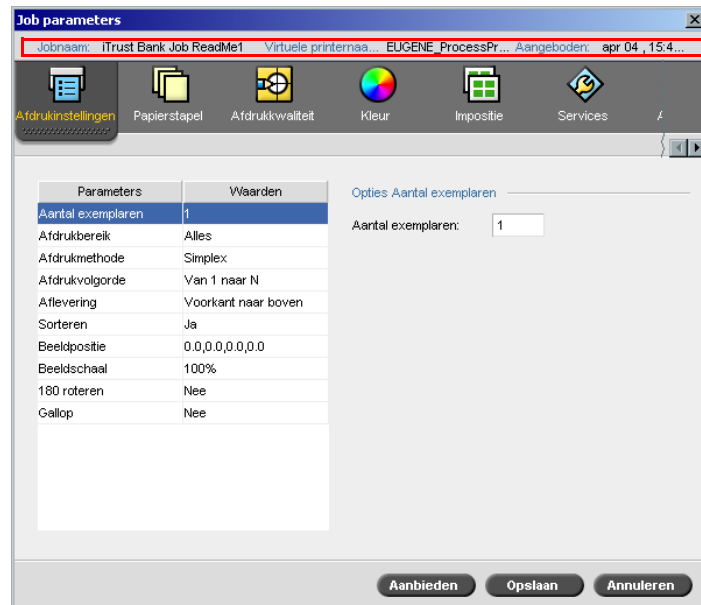 Job parameters
Jobnaam: iTrust Bank Job ReadMe1 Virtuele printernaa... EUGENE_ProcessPr... Aangeboden: apr 04 , 15:4...
Afdrukinstellingen Papierstapel Afdrukkwaliteit Kleur Impositie Services
Parameters Waarden
Aantal exemplaren 1
Afdrukbereik Alles
Afdrukmethode Simplex
Afdrukvolgorde Van 1 naar N
Aflevering Voorkant naar boven
Sorteren Ja
Beeldpositie 0.0,0.0,0.0,0.0
Beeldschaal 100%
180 roteren Nee
Gallop Nee
Opties Aantal exemplaren
Aantal exemplaren: 1
Aanbieden Opslaan Annuleren